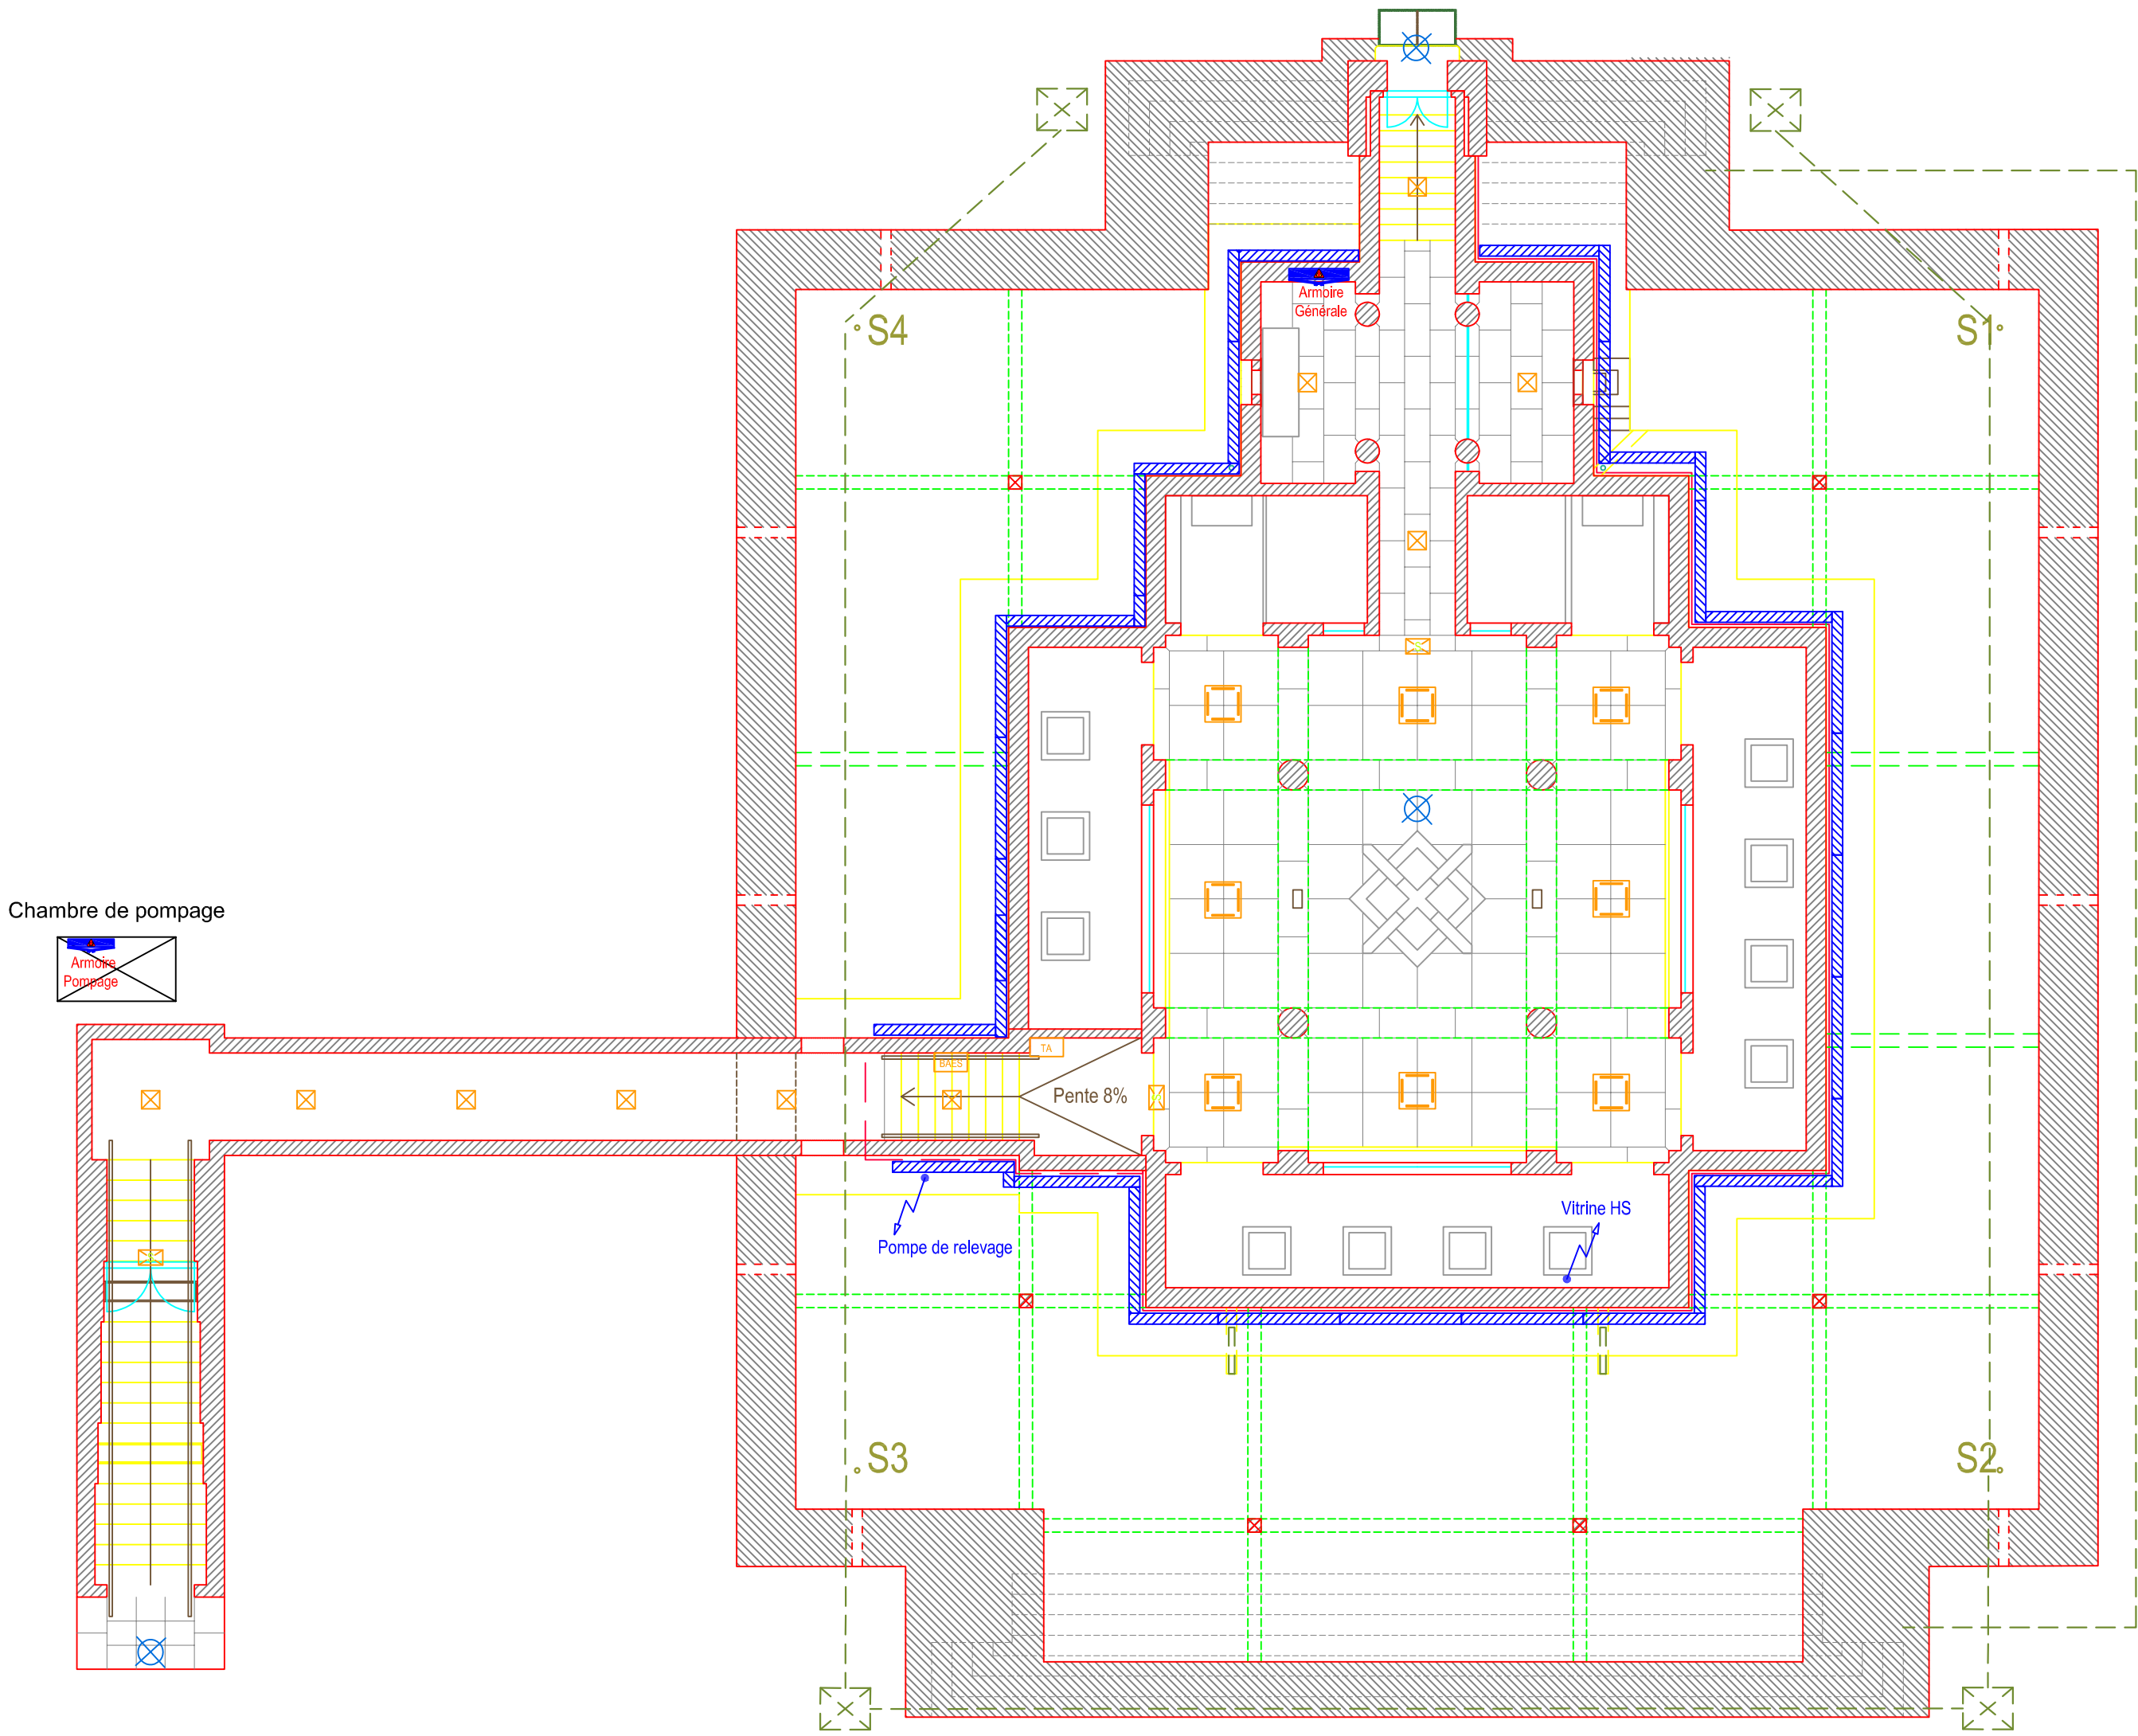 Armoire
Générale
S4
S1
Chambre de pompage
Armoire
Pompage
S
TA
BAES
Pente 8%
Vitrine HS
Pompe de relevage
S3
S2